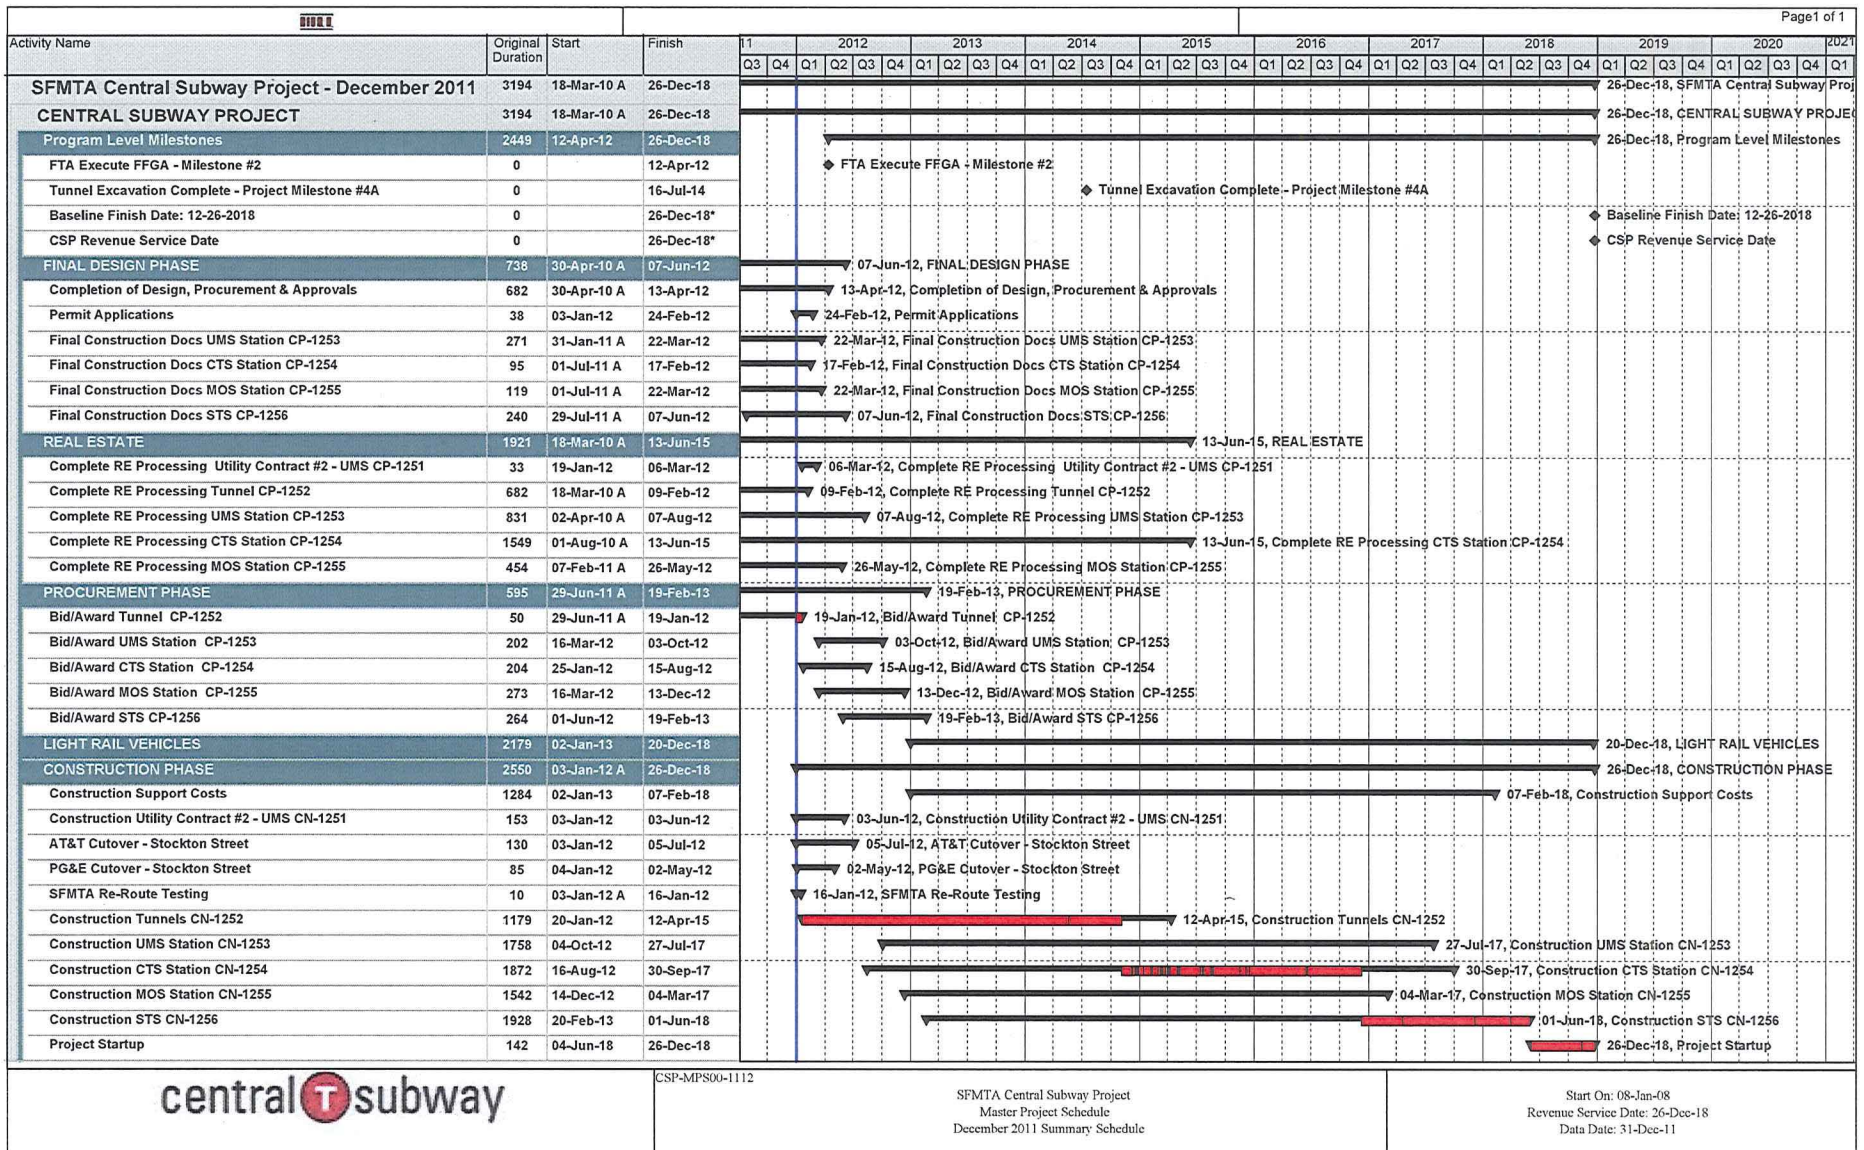 Page1 of 1
Activity Name Original Duration Start Finish 11 2012 2013 2014 2015 2016 2017 2018 2019 2020 2021
Q3 Q4 Q1 Q2 Q3 Q4 Q1 Q2 Q3 Q4 Q1 Q2 Q3 Q4 Q1 Q2 Q3 Q4 Q1 Q2 Q3 Q4 Q1 Q2 Q3 Q4 Q1 Q2 Q3 Q4 Q1 Q2 Q3 Q4 Q1 Q2 Q3 Q4 Q1
SFMTA Central Subway Project - December 2011 3194 18-Mar-10 A 26-Dec-18 26-Dec-18, SFMTA Central Subway Proj
CENTRAL SUBWAY PROJECT 3194 18-Mar-10 A 26-Dec-18 26-Dec-18, CENTRAL SUBWAY PROJEC
Program Level Milestones 2449 12-Apr-12 26-Dec-18 26-Dec-18, Program Level Milestones
FTA Execute FFGA - Milestone #2 0 12-Apr-12 FTA Execute FFGA - Milestone #2
Tunnel Excavation Complete - Project Milestone #4A 0 16-Jul-14 Tunnel Excavation Complete - Project Milestone #4A
Baseline Finish Date: 12-26-2018 0 26-Dec-18* Baseline Finish Date: 12-26-2018
CSP Revenue Service Date 0 26-Dec-18* CSP Revenue Service Date
FINAL DESIGN PHASE 738 30-Apr-10 A 07-Jun-12 07-Jun-12, FINAL DESIGN PHASE
Completion of Design, Procurement & Approvals 682 30-Apr-10 A 13-Apr-12 13-Apr-12, Completion of Design, Procurement & Approvals
Permit Applications 38 03-Jan-12 24-Feb-12 24-Feb-12, Permit Applications
Final Construction Docs UMS Station CP-1253 271 31-Jan-11 A 22-Mar-12 22-Mar-12, Final Construction Docs UMS Station CP-1253
Final Construction Docs CTS Station CP-1254 95 01-Jul-11 A 17-Feb-12 17-Feb-12, Final Construction Docs CTS Station CP-1254
Final Construction Docs MOS Station CP-1255 119 01-Jul-11 A 22-Mar-12 22-Mar-12, Final Construction Docs MOS Station CP-1255
Final Construction Docs STS CP-1256 240 29-Jul-11 A 07-Jun-12 07-Jun-12, Final Construction Docs STS CP-1256
REAL ESTATE 1921 18-Mar-10 A 13-Jun-15 13-Jun-15, REAL ESTATE
Complete RE Processing Utility Contract #2 - UMS CP-1251 33 19-Jan-12 06-Mar-12 06-Mar-12, Complete RE Processing Utility Contract #2 - UMS CP-1251
Complete RE Processing Tunnel CP-1252 682 18-Mar-10 A 09-Feb-12 09-Feb-12, Complete RE Processing Tunnel CP-1252
Complete RE Processing UMS Station CP-1253 831 02-Apr-10 A 07-Aug-12 07-Aug-12, Complete RE Processing UMS Station CP-1253
Complete RE Processing CTS Station CP-1254 1549 01-Aug-10 A 13-Jun-15 13-Jun-15, Complete RE Processing CTS Station CP-1254
Complete RE Processing MOS Station CP-1255 454 07-Feb-11 A 26-May-12 26-May-12, Complete RE Processing MOS Station CP-1255
PROCUREMENT PHASE 595 29-Jun-11 A 19-Feb-13 19-Feb-13, PROCUREMENT PHASE
Bid/Award Tunnel CP-1252 50 29-Jun-11 A 19-Jan-12 19-Jan-12, Bid/Award Tunnel CP-1252
Bid/Award UMS Station CP-1253 202 16-Mar-12 03-Oct-12 03-Oct-12, Bid/Award UMS Station CP-1253
Bid/Award CTS Station CP-1254 204 25-Jan-12 15-Aug-12 15-Aug-12, Bid/Award CTS Station CP-1254
Bid/Award MOS Station CP-1255 273 16-Mar-12 13-Dec-12 13-Dec-12, Bid/Award MOS Station CP-1255
Bid/Award STS CP-1256 264 01-Jun-12 19-Feb-13 19-Feb-13, Bid/Award STS CP-1256
LIGHT RAIL VEHICLES 2179 02-Jan-13 20-Dec-18 20-Dec-18, LIGHT RAIL VEHICLES
CONSTRUCTION PHASE 2550 03-Jan-12 A 26-Dec-18 26-Dec-18, CONSTRUCTION PHASE
Construction Support Costs 1284 02-Jan-13 07-Feb-18 07-Feb-18, Construction Support Costs
Construction Utility Contract #2 - UMS CN-1251 153 03-Jan-12 03-Jun-12 03-Jun-12, Construction Utility Contract #2 - UMS CN-1251
AT&T Cutover - Stockton Street 130 03-Jan-12 05-Jul-12 05-Jul-12, AT&T Cutover - Stockton Street
PG&E Cutover - Stockton Street 85 04-Jan-12 02-May-12 02-May-12, PG&E Cutover - Stockton Street
SFMTA Re-Route Testing 10 03-Jan-12 A 16-Jan-12 16-Jan-12, SFMTA Re-Route Testing
Construction Tunnels CN-1252 1179 20-Jan-12 12-Apr-15 12-Apr-15, Construction Tunnels CN-1252
Construction UMS Station CN-1253 1758 04-Oct-12 27-Jul-17 27-Jul-17, Construction UMS Station CN-1253
Construction CTS Station CN-1254 1872 16-Aug-12 30-Sep-17 30-Sep-17, Construction CTS Station CN-1254
Construction MOS Station CN-1255 1542 14-Dec-12 04-Mar-17 04-Mar-17, Construction MOS Station CN-1255
Construction STS CN-1256 1928 20-Feb-13 01-Jun-18 01-Jun-18, Construction STS CN-1256
Project Startup 142 04-Jun-18 26-Dec-18 26-Dec-18, Project Startup
central T subway
CSP-MPS00-1112
SFMTA Central Subway Project
Master Project Schedule
December 2011 Summary Schedule
Start On: 08-Jan-08
Revenue Service Date: 26-Dec-18
Data Date: 31-Dec-11